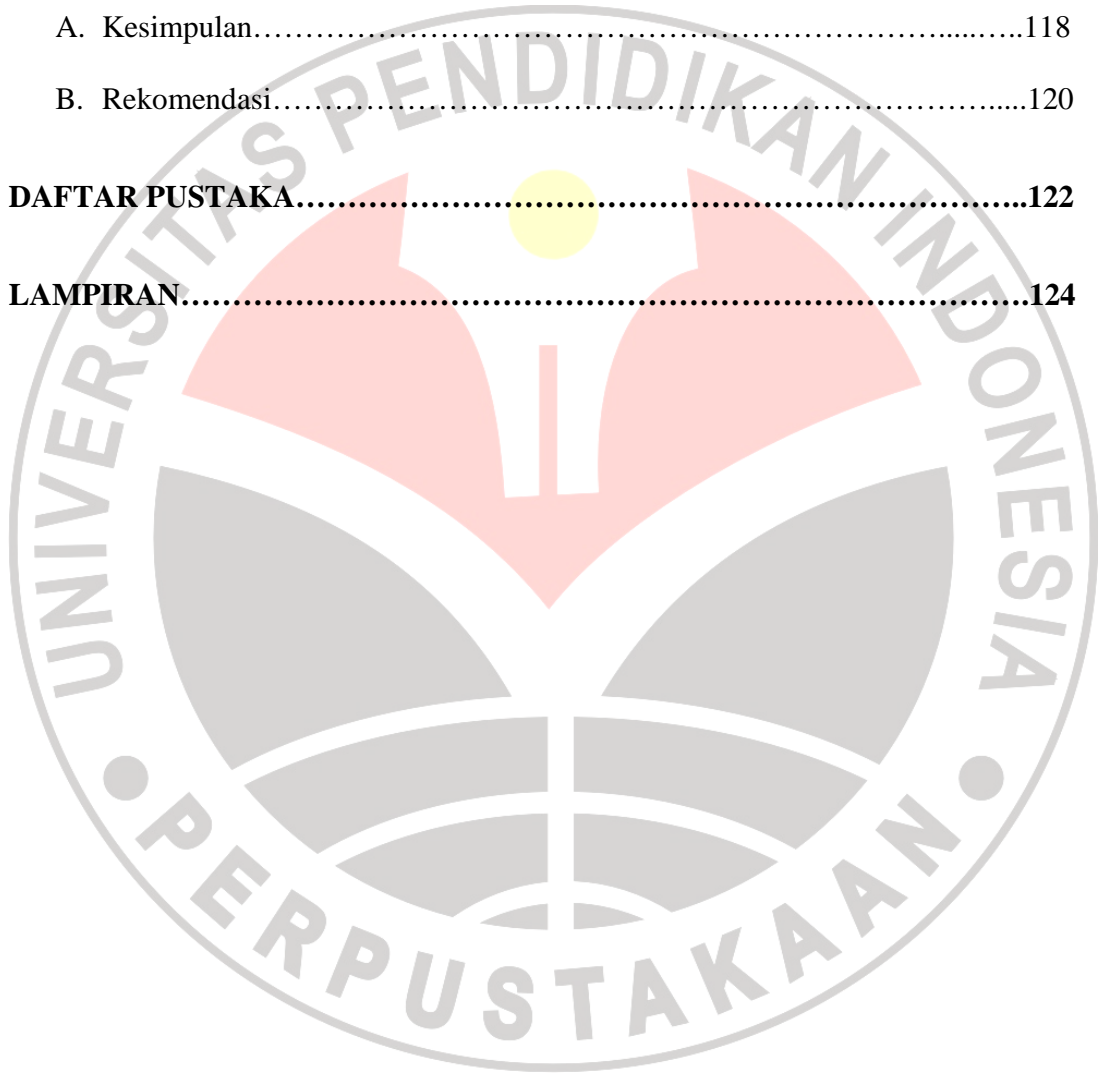 A. Kesimpulan……………………………………………………………………....…..118
B. Rekomendasi………………………………………………………………………....120
DAFTAR PUSTAKA……………………………………………………………..122
LAMPIRAN……………………………………………………………………….124
UNIVERSITAS PENDIDIKAN INDONESIA
PERPUSTAKAAN